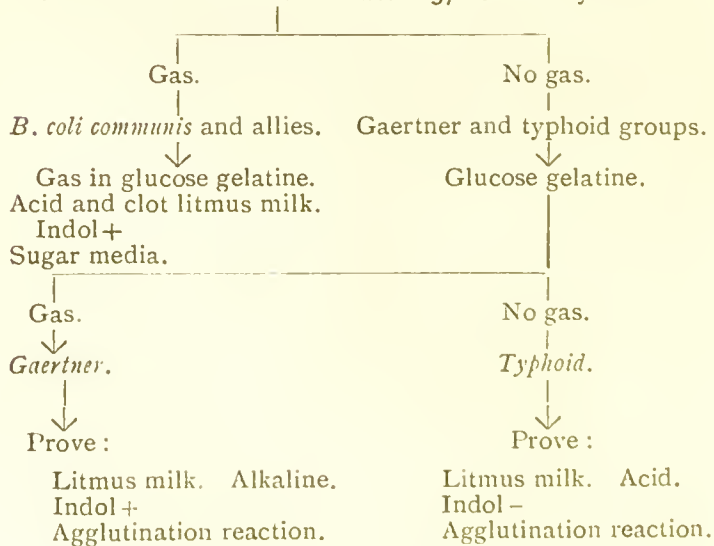 Gas. No gas.
B. coli communis and allies. Gaertner and typhoid groups.
Gas in glucose gelatine. Glucose gelatine.
Acid and clot litmus milk.
Indol +
Sugar media.
Gas. No gas.
Gaertner. Typhoid.
Prove : Prove :
Litmus milk. Alkaline. Litmus milk. Acid.
Indol + Indol –
Agglutination reaction. Agglutination reaction.